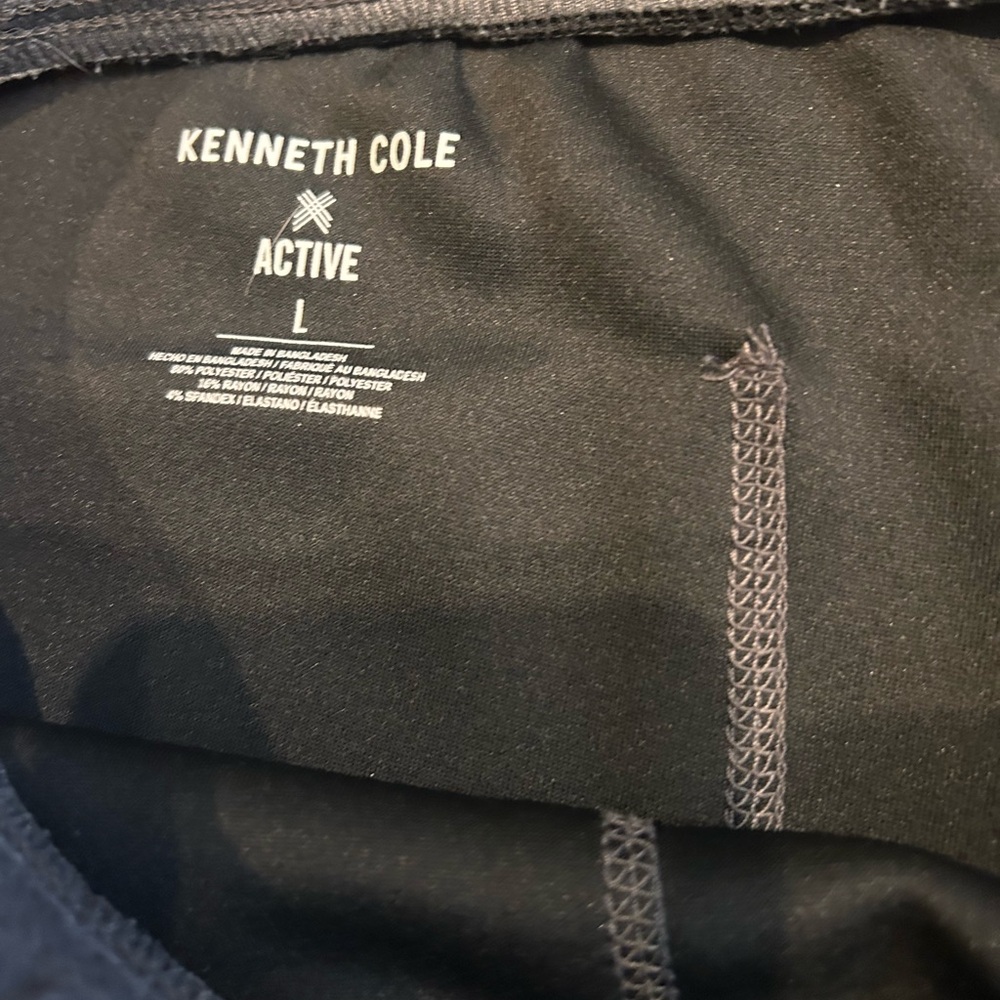 KENNETH COLE
ACTIVE
L
MADE IN BANGLADESH
HECHO EN BANGLADESH / FABRIQUÉ AU BANGLADESH
80% POLYESTER / POLIÉSTER / POLYESTER
16% RAYON / RAYON / RAYON
4% SPANDEX / ELASTANO / ÉLASTHANNE